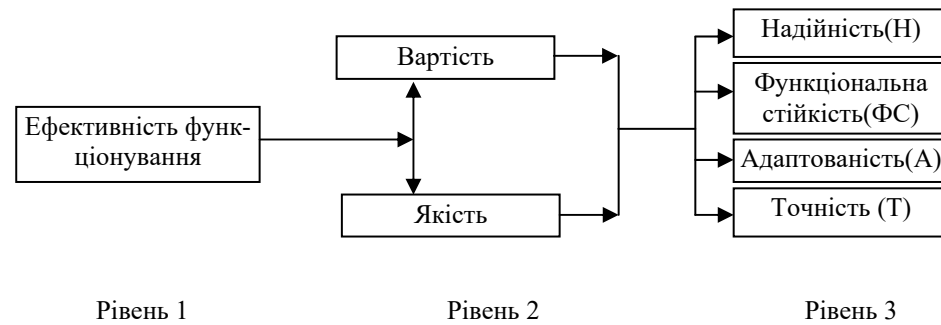 Ефективність функ-
ціонування
Вартість
Якість
Надійність(Н)
Функціональна
стійкість(ФС)
Адаптованість(А)
Точність (Т)
Рівень 1
Рівень 2
Рівень 3